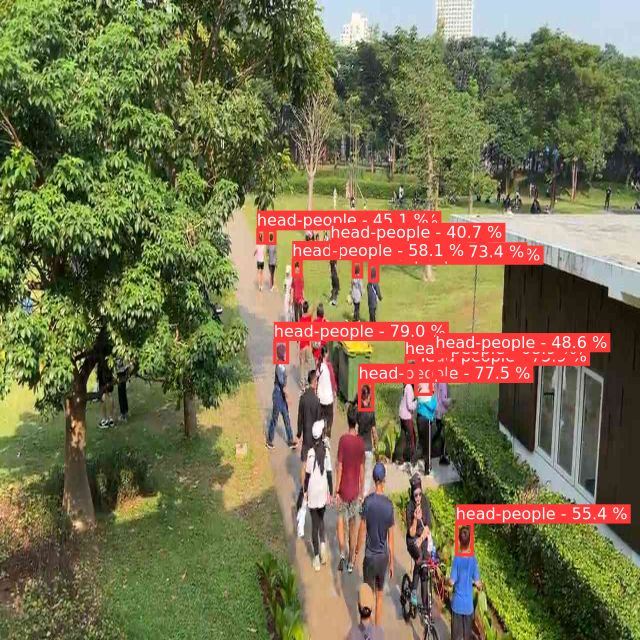 head-people - 45.1 %
head-people - 40.7 %
head-people - 58.1 %
73.4 %
%
head-people - 79.0 %
head-people - 48.6 %
hea
head-people - 77.5 %
head-people - 55.4 %